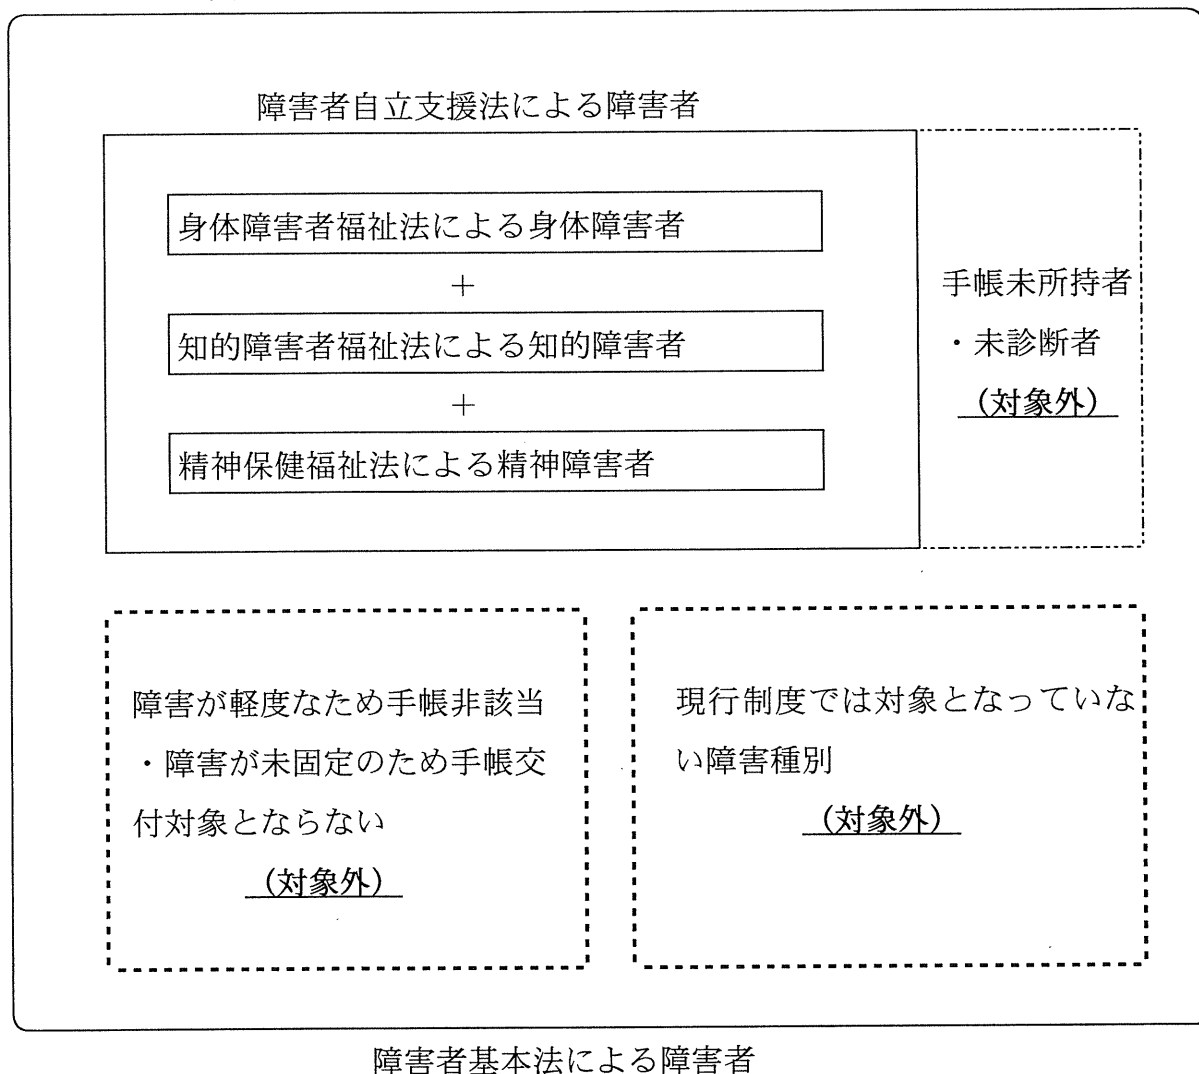 障害者自立支援法による障害者
身体障害者福祉法による身体障害者
+
知的障害者福祉法による知的障害者
+
精神保健福祉法による精神障害者
手帳未所持者
・未診断者
(対象外)
障害が軽度なため手帳非該当
・障害が未固定のため手帳交
付対象とならない
(対象外)
現行制度では対象となっていな
い障害種別
(対象外)
障害者基本法による障害者